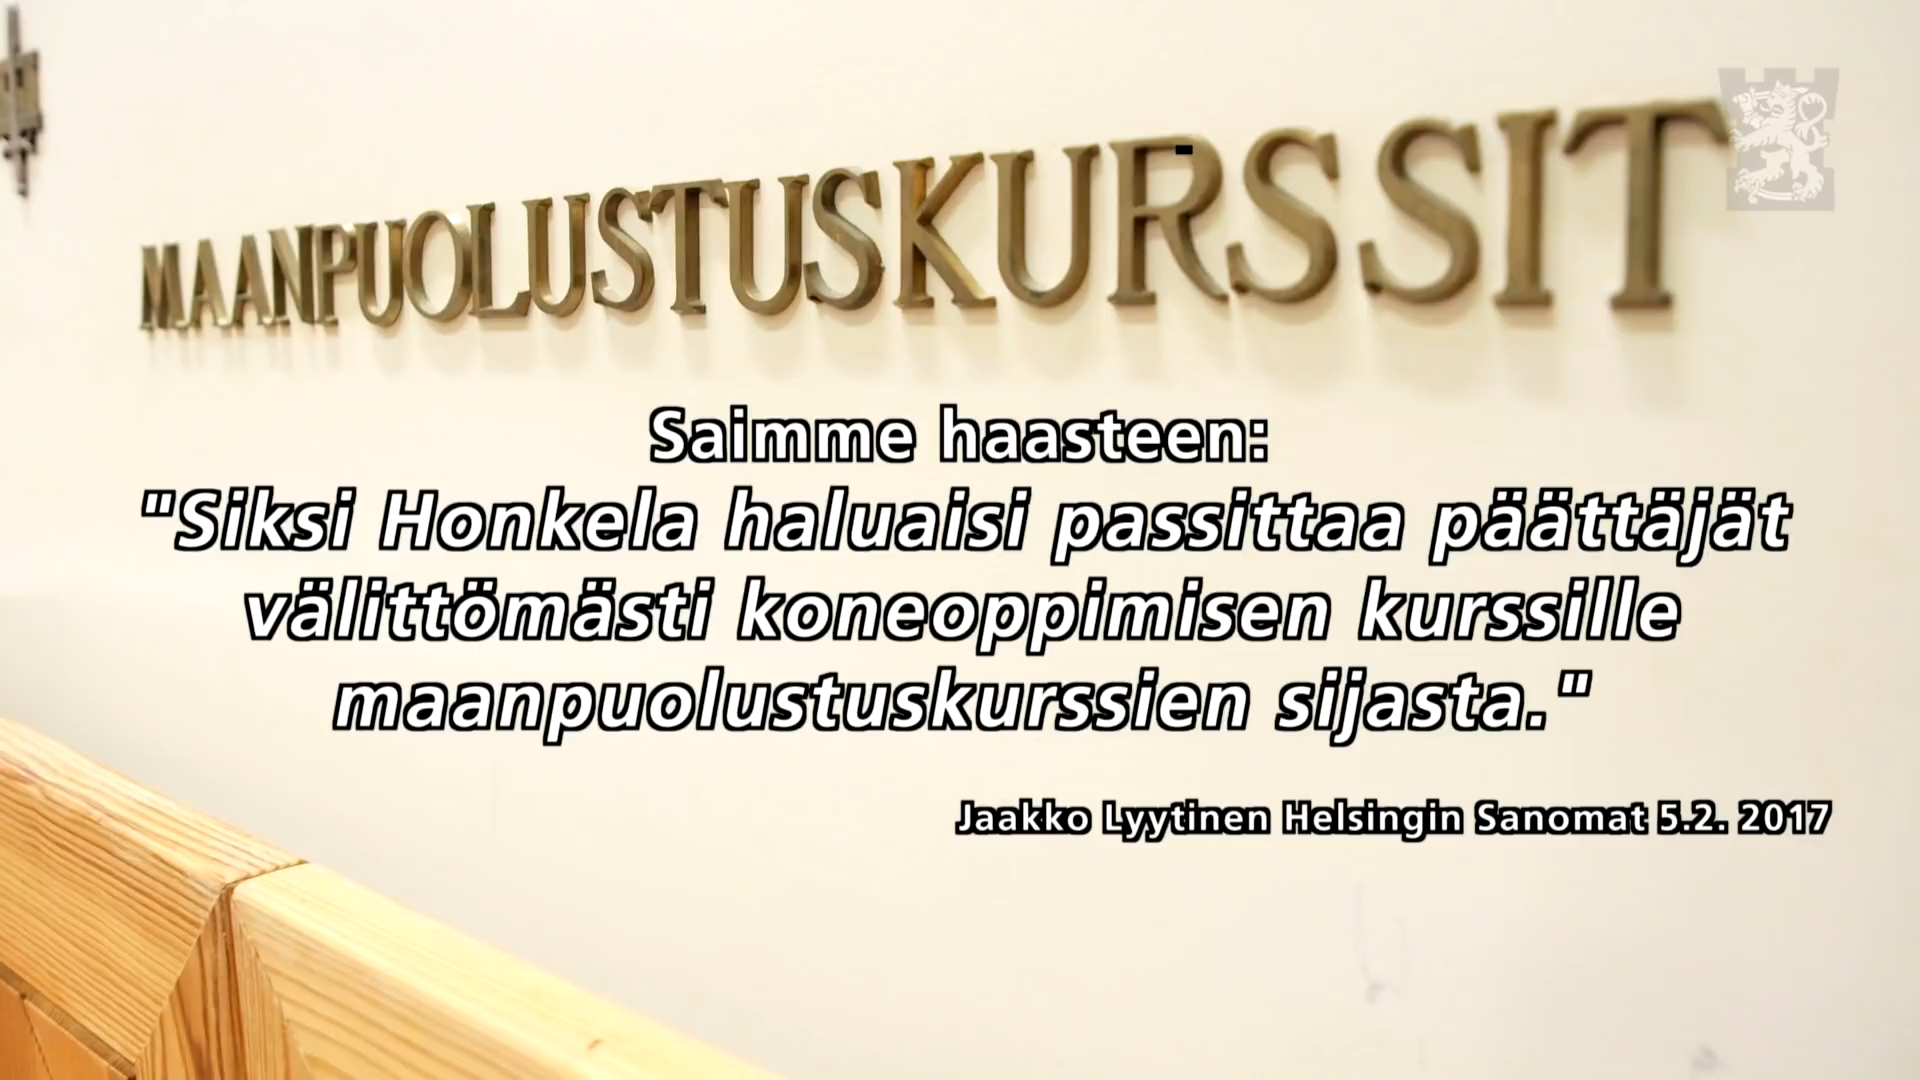 MAANPUOLUSTUSKURSSIT
Saimme haasteen:
"Siksi Honkela haluaisi passittaa päättäjät
välittömästi koneoppimisen kurssille
maanpuolustuskurssien sijasta."
Jaakko Lyytinen Helsingin Sanomat 5.2. 2017